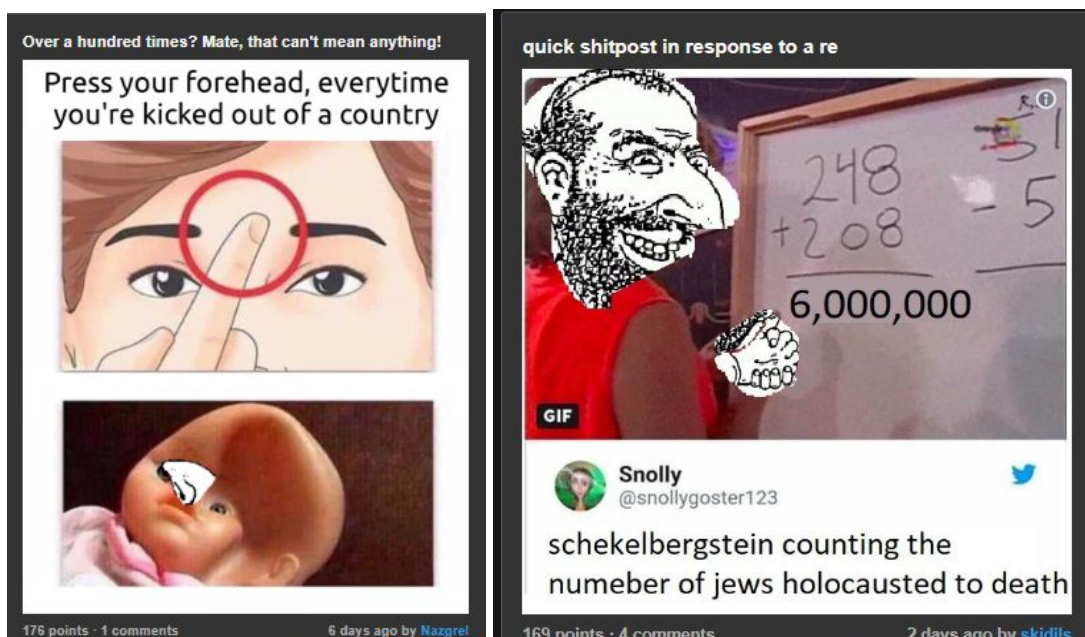 Over a hundred times? Mate, that can't mean anything!
Press your forehead, everytime
you're kicked out of a country
176 points · 1 comments
6 days ago by Nazgrel
quick shitpost in response to a re
248
+208
6,000,000
51
- 5
GIF
Snolly
@snollygoster123
schekelbergstein counting the
numeber of jews holocausted to death
169 points · 4 comments
2 days ago by skidils